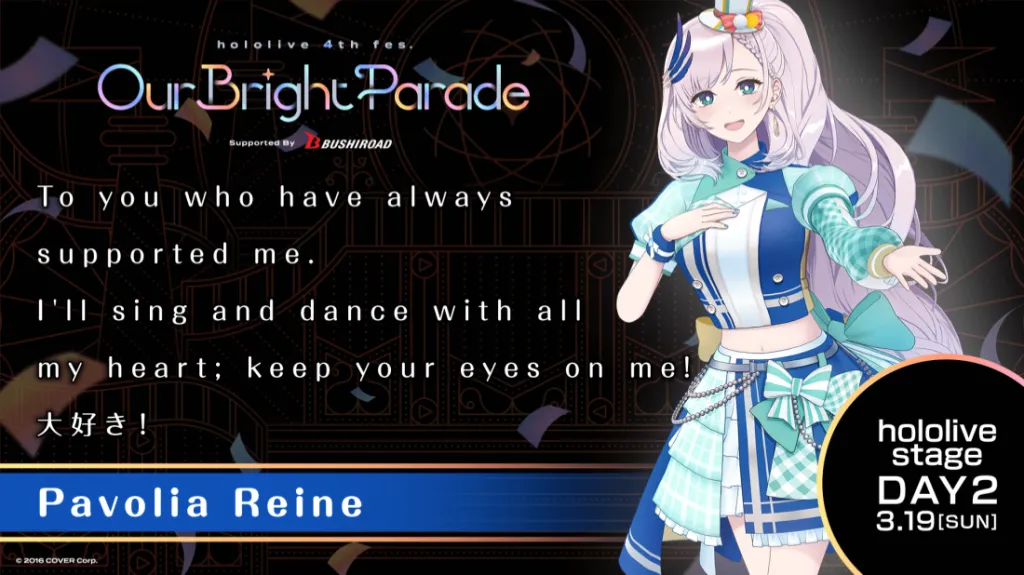 hololive 4th fes.
Our Bright Parade
Supported By BUSHIROAD
To you who have always
supported me.
I'll sing and dance with all
my heart; keep your eyes on me!
大好き!
Pavolia Reine
hololive
stage
DAY2
3.19[SUN]
© 2016 COVER Corp.